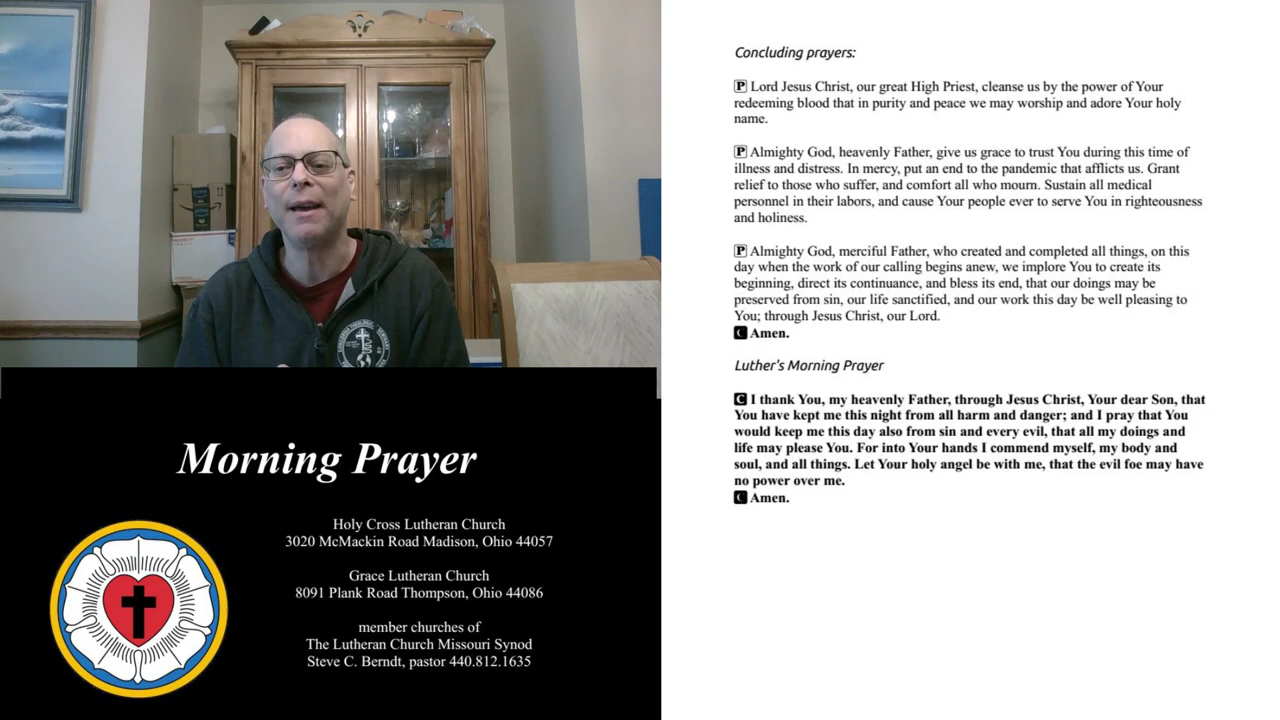 Morning Prayer
Holy Cross Lutheran Church
3020 McMackin Road Madison, Ohio 44057
Grace Lutheran Church
8091 Plank Road Thompson, Ohio 44086
member churches of
The Lutheran Church Missouri Synod
Steve C. Berndt, pastor 440.812.1635
Concluding prayers:
P Lord Jesus Christ, our great High Priest, cleanse us by the power of Your
redeeming blood that in purity and peace we may worship and adore Your holy
name.
P Almighty God, heavenly Father, give us grace to trust You during this time of
illness and distress. In mercy, put an end to the pandemic that afflicts us. Grant
relief to those who suffer, and comfort all who mourn. Sustain all medical
personnel in their labors, and cause Your people ever to serve You in righteousness
and holiness.
P Almighty God, merciful Father, who created and completed all things, on this
day when the work of our calling begins anew, we implore You to create its
beginning, direct its continuance, and bless its end, that our doings may be
preserved from sin, our life sanctified, and our work this day be well pleasing to
You; through Jesus Christ, our Lord.
C Amen.
Luther's Morning Prayer
C I thank You, my heavenly Father, through Jesus Christ, Your dear Son, that
You have kept me this night from all harm and danger; and I pray that You
would keep me this day also from sin and every evil, that all my doings and
life may please You. For into Your hands I commend myself, my body and
soul, and all things. Let Your holy angel be with me, that the evil foe may have
no power over me.
C Amen.